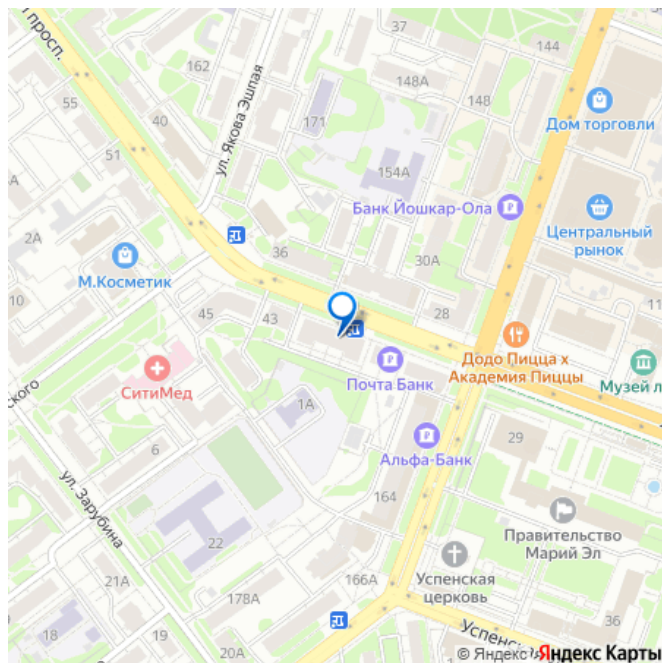 й просп.
37
144
162
148А
148
ул. Якова Эшпая
Дом торговли
55
40
171
51
154А
Банк Йошкар-Ола
2А
Центральный
рынок
36
30А
М.Косметик
10
11
45
43
28
Додо Пицца х
Академия Пиццы
СитиМед
Почта Банк
Музей л
ского
1А
29
Альфа-Банк
6
164
ул. Зарубина
Правительство
Марий Эл
22
Успенская
церковь
21А
178А
166А
36
18
19
20А
Успенская
© Яндекс
Яндекс Карты